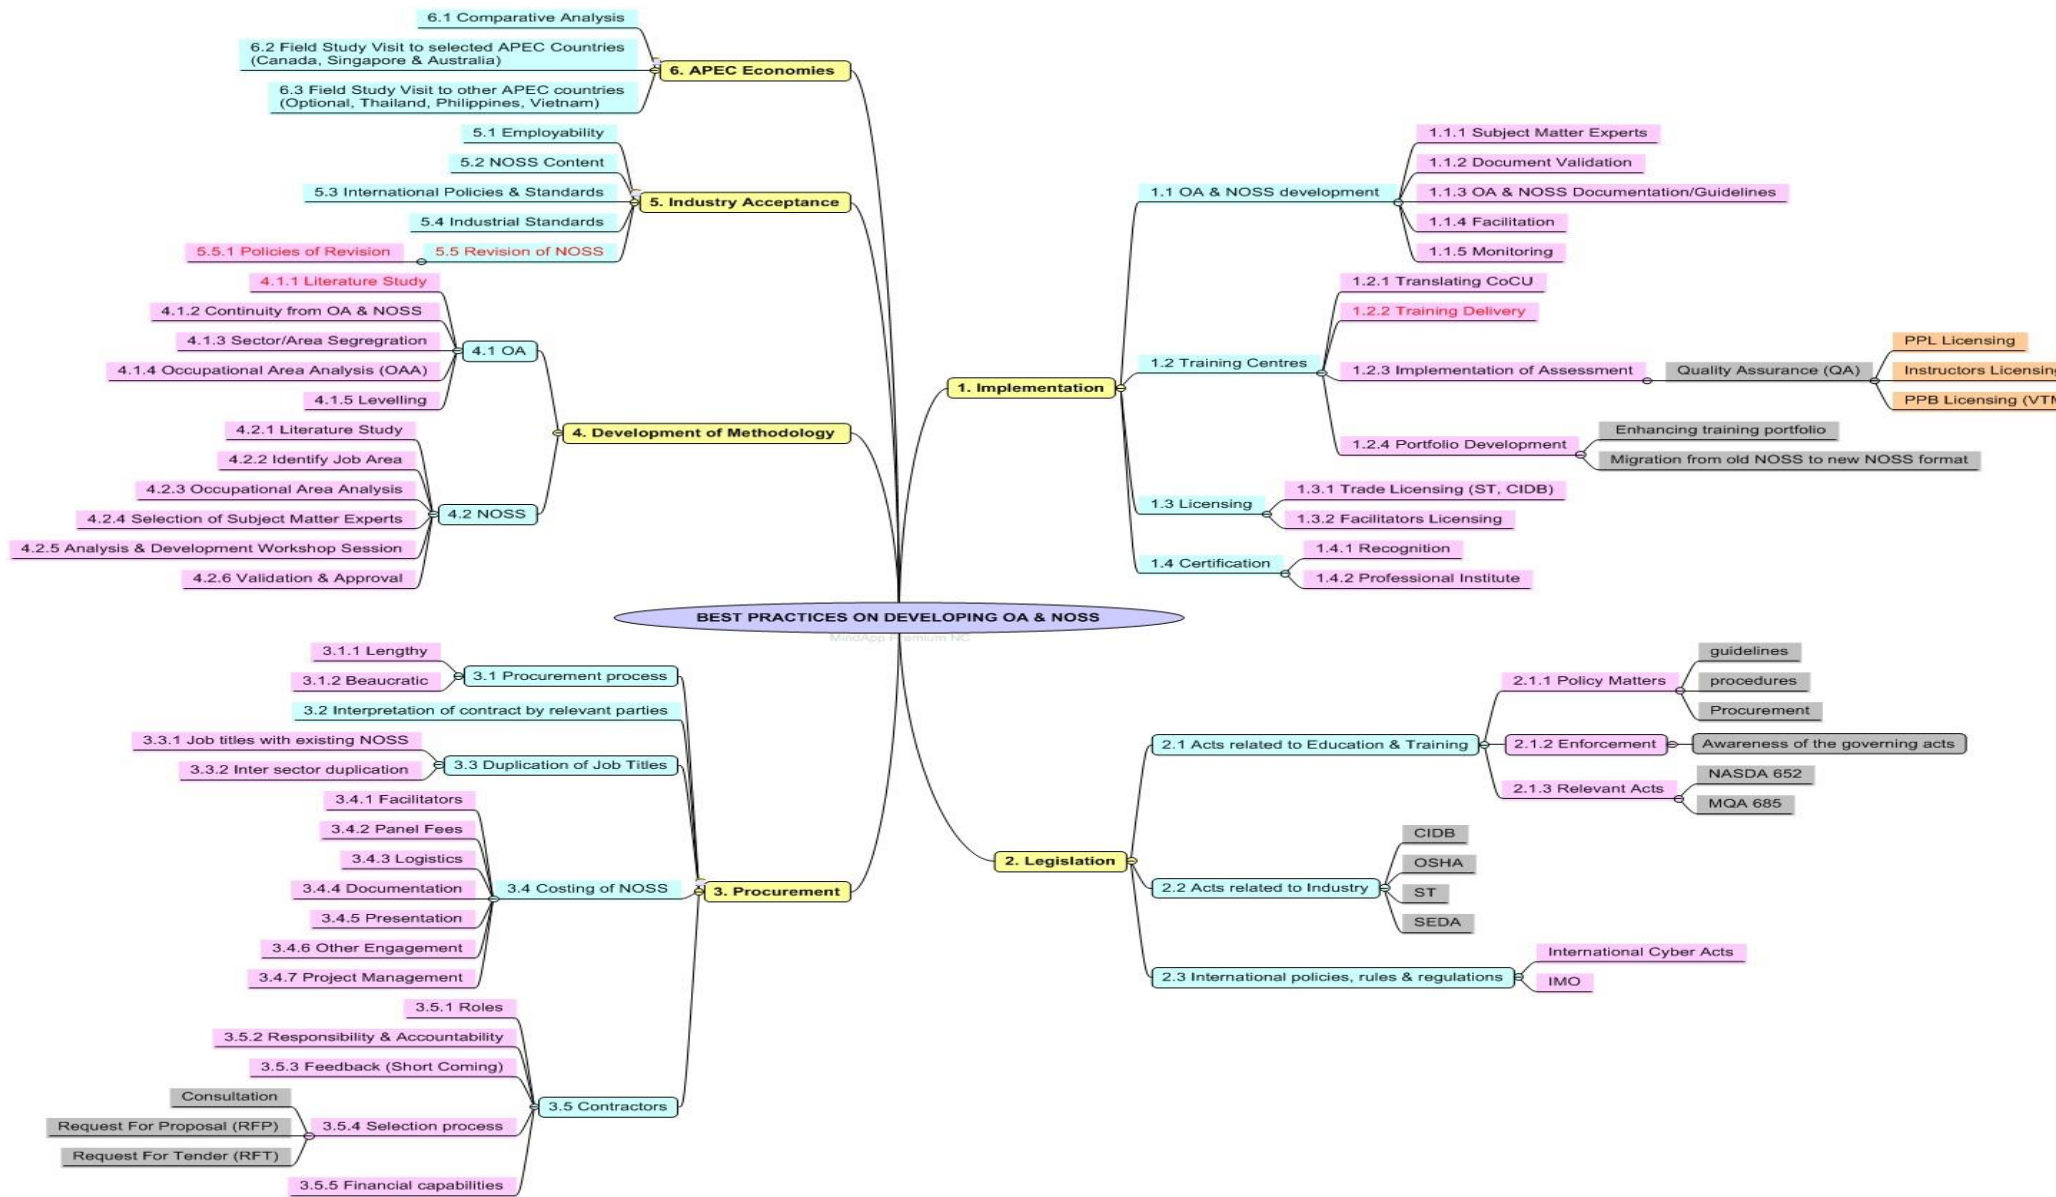 6.1 Comparative Analysis
6.2 Field Study Visit to selected APEC Countries
(Canada, Singapore & Australia)
6.3 Field Study Visit to other APEC countries
(Optional, Thailand, Philippines, Vietnam)
6. APEC Economies
5.1 Employability
5.2 NOSS Content
5.3 International Policies & Standards
5.4 Industrial Standards
5.5.1 Policies of Revision
5.5 Revision of NOSS
5. Industry Acceptance
4.1.1 Literature Study
4.1.2 Continuity from OA & NOSS
4.1.3 Sector/Area Segregration
4.1.4 Occupational Area Analysis (OAA)
4.1.5 Levelling
4.1 OA
4.2.1 Literature Study
4.2.2 Identify Job Area
4.2.3 Occupational Area Analysis
4.2.4 Selection of Subject Matter Experts
4.2.5 Analysis & Development Workshop Session
4.2.6 Validation & Approval
4.2 NOSS
4. Development of Methodology
1. Implementation
1.1 OA & NOSS development
1.1.1 Subject Matter Experts
1.1.2 Document Validation
1.1.3 OA & NOSS Documentation/Guidelines
1.1.4 Facilitation
1.1.5 Monitoring
1.2 Training Centres
1.2.1 Translating CoCU
1.2.2 Training Delivery
1.2.3 Implementation of Assessment
Quality Assurance (QA)
PPL Licensing
Instructors Licensing
PPB Licensing (VTM
1.2.4 Portfolio Development
Enhancing training portfolio
Migration from old NOSS to new NOSS format
1.3 Licensing
1.3.1 Trade Licensing (ST, CIDB)
1.3.2 Facilitators Licensing
1.4 Certification
1.4.1 Recognition
1.4.2 Professional Institute
BEST PRACTICES ON DEVELOPING OA & NOSS
MindApp Premium NC
3.1.1 Lengthy
3.1.2 Beaucratic
3.1 Procurement process
3.2 Interpretation of contract by relevant parties
3.3.1 Job titles with existing NOSS
3.3.2 Inter sector duplication
3.3 Duplication of Job Titles
3.4.1 Facilitators
3.4.2 Panel Fees
3.4.3 Logistics
3.4.4 Documentation
3.4.5 Presentation
3.4.6 Other Engagement
3.4.7 Project Management
3.4 Costing of NOSS
3. Procurement
3.5.1 Roles
3.5.2 Responsibility & Accountability
3.5.3 Feedback (Short Coming)
Consultation
Request For Proposal (RFP)
Request For Tender (RFT)
3.5.4 Selection process
3.5.5 Financial capabilities
3.5 Contractors
2. Legislation
2.1 Acts related to Education & Training
2.1.1 Policy Matters
guidelines
procedures
Procurement
2.1.2 Enforcement
Awareness of the governing acts
2.1.3 Relevant Acts
NASDA 652
MQA 685
2.2 Acts related to Industry
CIDB
OSHA
ST
SEDA
2.3 International policies, rules & regulations
International Cyber Acts
IMO